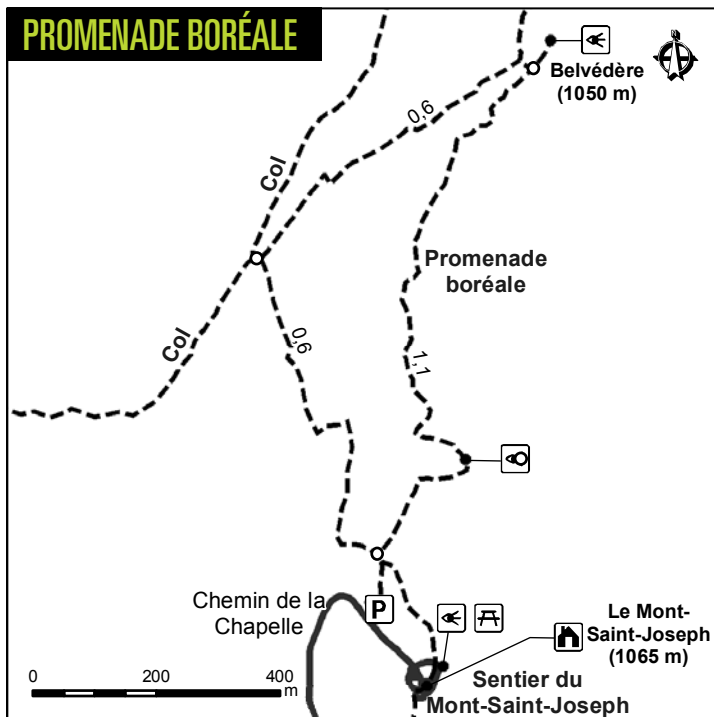 PROMENADE BORÉALE
Belvédère
(1050 m)
0,6
Col
Promenade
boréale
Col
0,6
1,1
Chemin de la
Chapelle
P
Le Mont-
Saint-Joseph
(1065 m)
Sentier du
Mont-Saint-Joseph
0 200 400
m